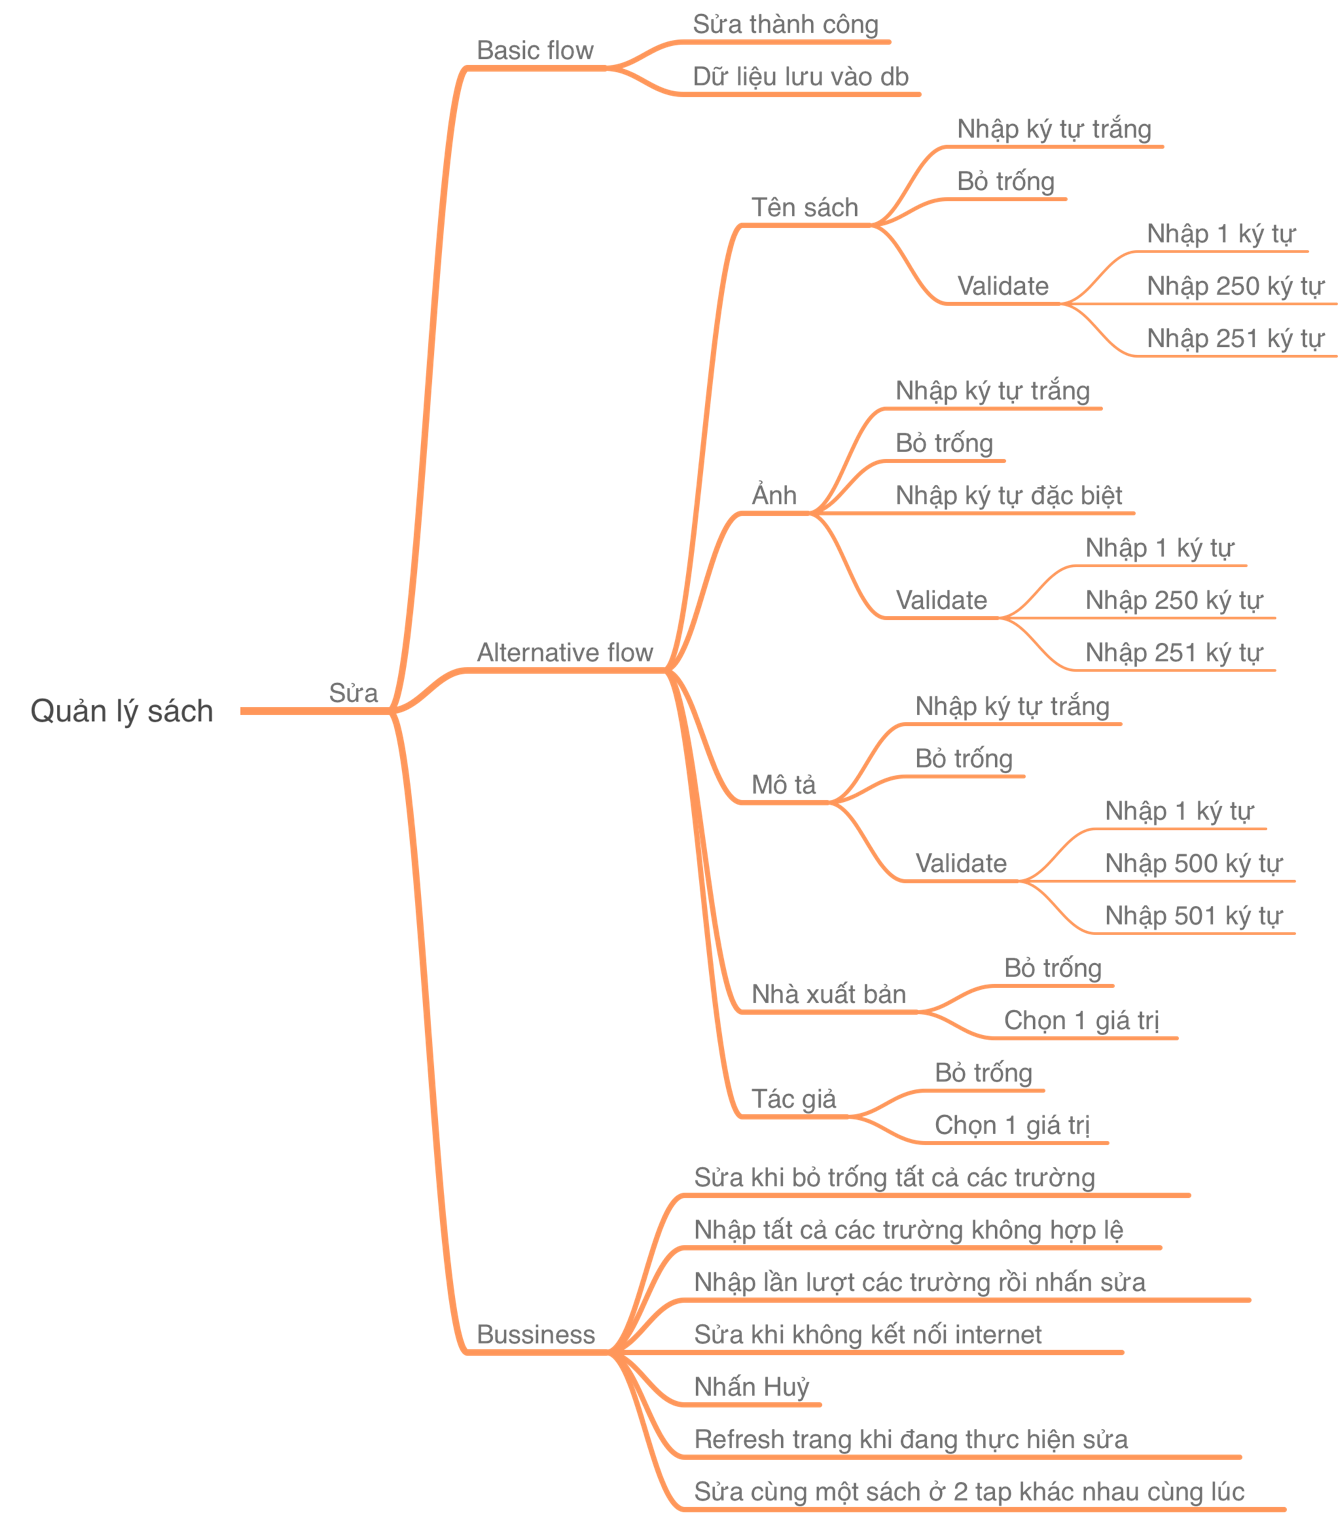 Quản lý sách
Sửa
Basic flow
Sửa thành công
Dữ liệu lưu vào db
Alternative flow
Tên sách
Nhập ký tự trắng
Bỏ trống
Validate
Nhập 1 ký tự
Nhập 250 ký tự
Nhập 251 ký tự
Ảnh
Nhập ký tự trắng
Bỏ trống
Nhập ký tự đặc biệt
Validate
Nhập 1 ký tự
Nhập 250 ký tự
Nhập 251 ký tự
Mô tả
Nhập ký tự trắng
Bỏ trống
Validate
Nhập 1 ký tự
Nhập 500 ký tự
Nhập 501 ký tự
Nhà xuất bản
Bỏ trống
Chọn 1 giá trị
Tác giả
Bỏ trống
Chọn 1 giá trị
Bussiness
Sửa khi bỏ trống tất cả các trường
Nhập tất cả các trường không hợp lệ
Nhập lần lượt các trường rồi nhấn sửa
Sửa khi không kết nối internet
Nhấn Huỷ
Refresh trang khi đang thực hiện sửa
Sửa cùng một sách ở 2 tap khác nhau cùng lúc